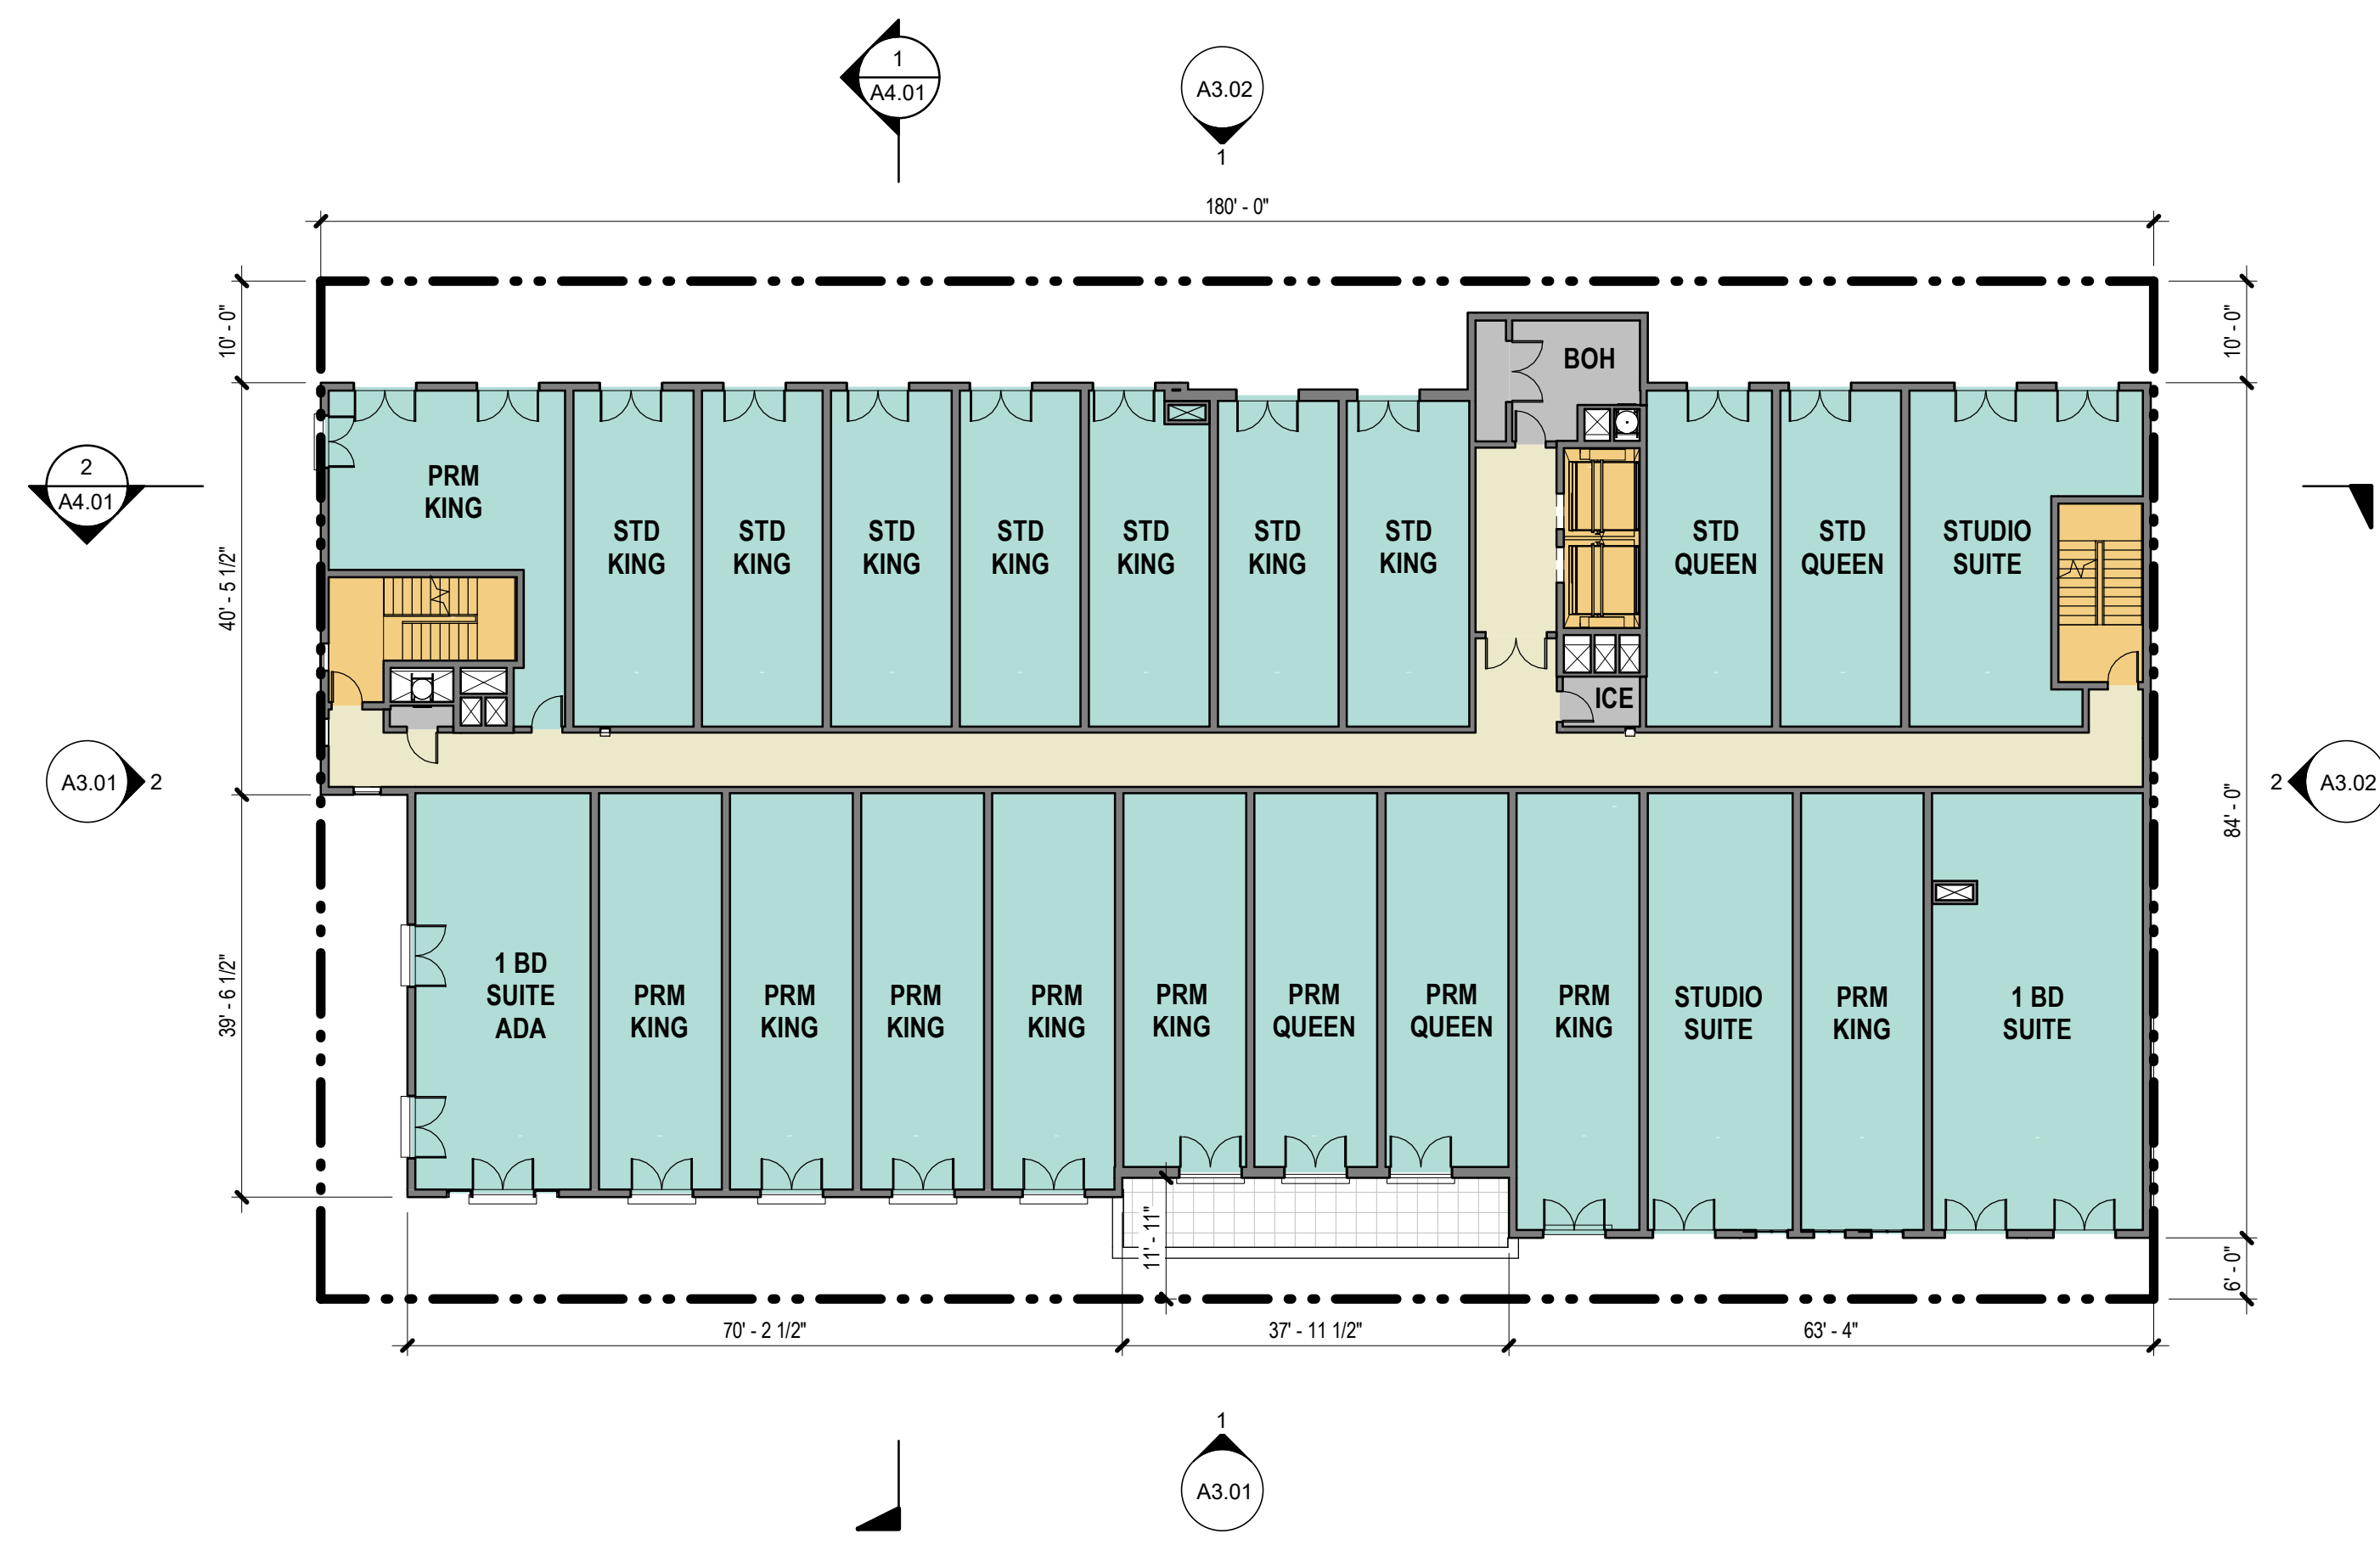 1
A4.01
A3.02
1
180' - 0"
10' - 0"
10' - 0"
BOH
2
A4.01
PRM
KING
STD
KING
STD
KING
STD
KING
STD
KING
STD
KING
STD
KING
STD
KING
STD
QUEEN
STD
QUEEN
STUDIO
SUITE
40' - 5 1/2"
ICE
A3.01
2
2
A3.02
84' - 0"
39' - 6 1/2"
1 BD
SUITE
ADA
PRM
KING
PRM
KING
PRM
KING
PRM
KING
PRM
KING
PRM
QUEEN
PRM
QUEEN
PRM
KING
STUDIO
SUITE
PRM
KING
1 BD
SUITE
11' - 11"
6' - 0"
70' - 2 1/2"
37' - 11 1/2"
63' - 4"
1
A3.01